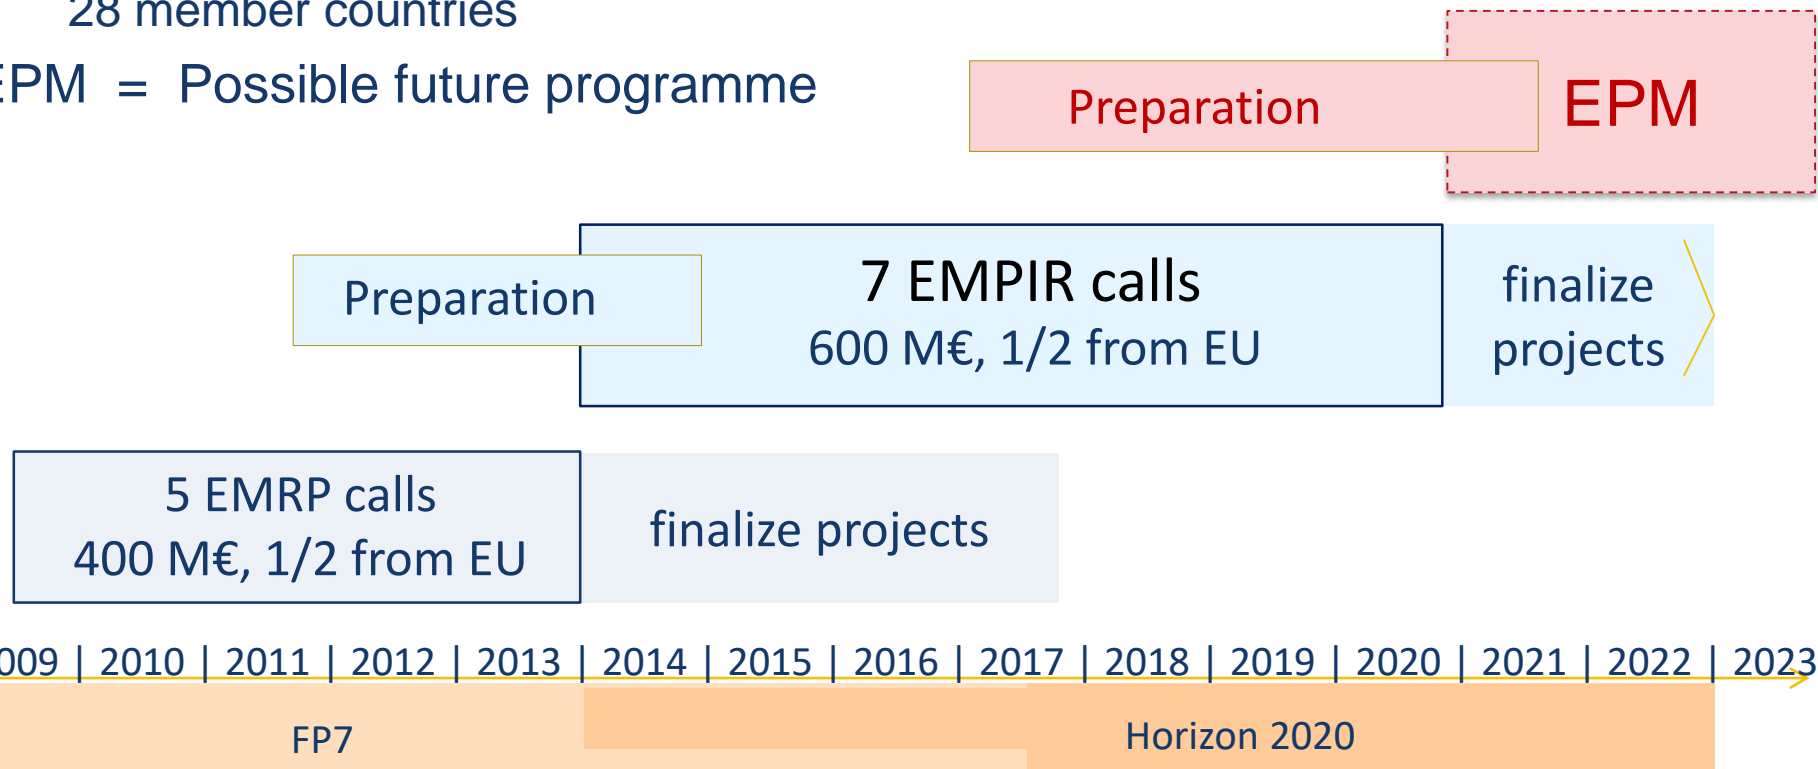 28 member countries
EPM = Possible future programme
Preparation
EPM
Preparation
7 EMPIR calls
600 M€, 1/2 from EU
finalize
projects
5 EMRP calls
400 M€, 1/2 from EU
finalize projects
009 | 2010 | 2011 | 2012 | 2013 | 2014 | 2015 | 2016 | 2017 | 2018 | 2019 | 2020 | 2021 | 2022 | 2023
FP7
Horizon 2020